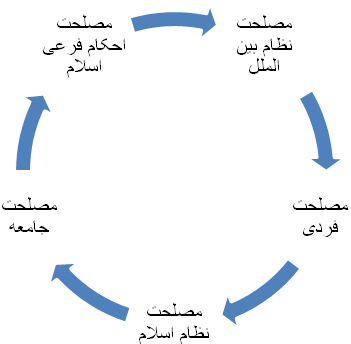 مصلحت
نظام بین
الملل
مصلحت
فردی
مصلحت
نظام اسلام
مصلحت
جامعه
مصلحت
احکام فرعی
اسلام